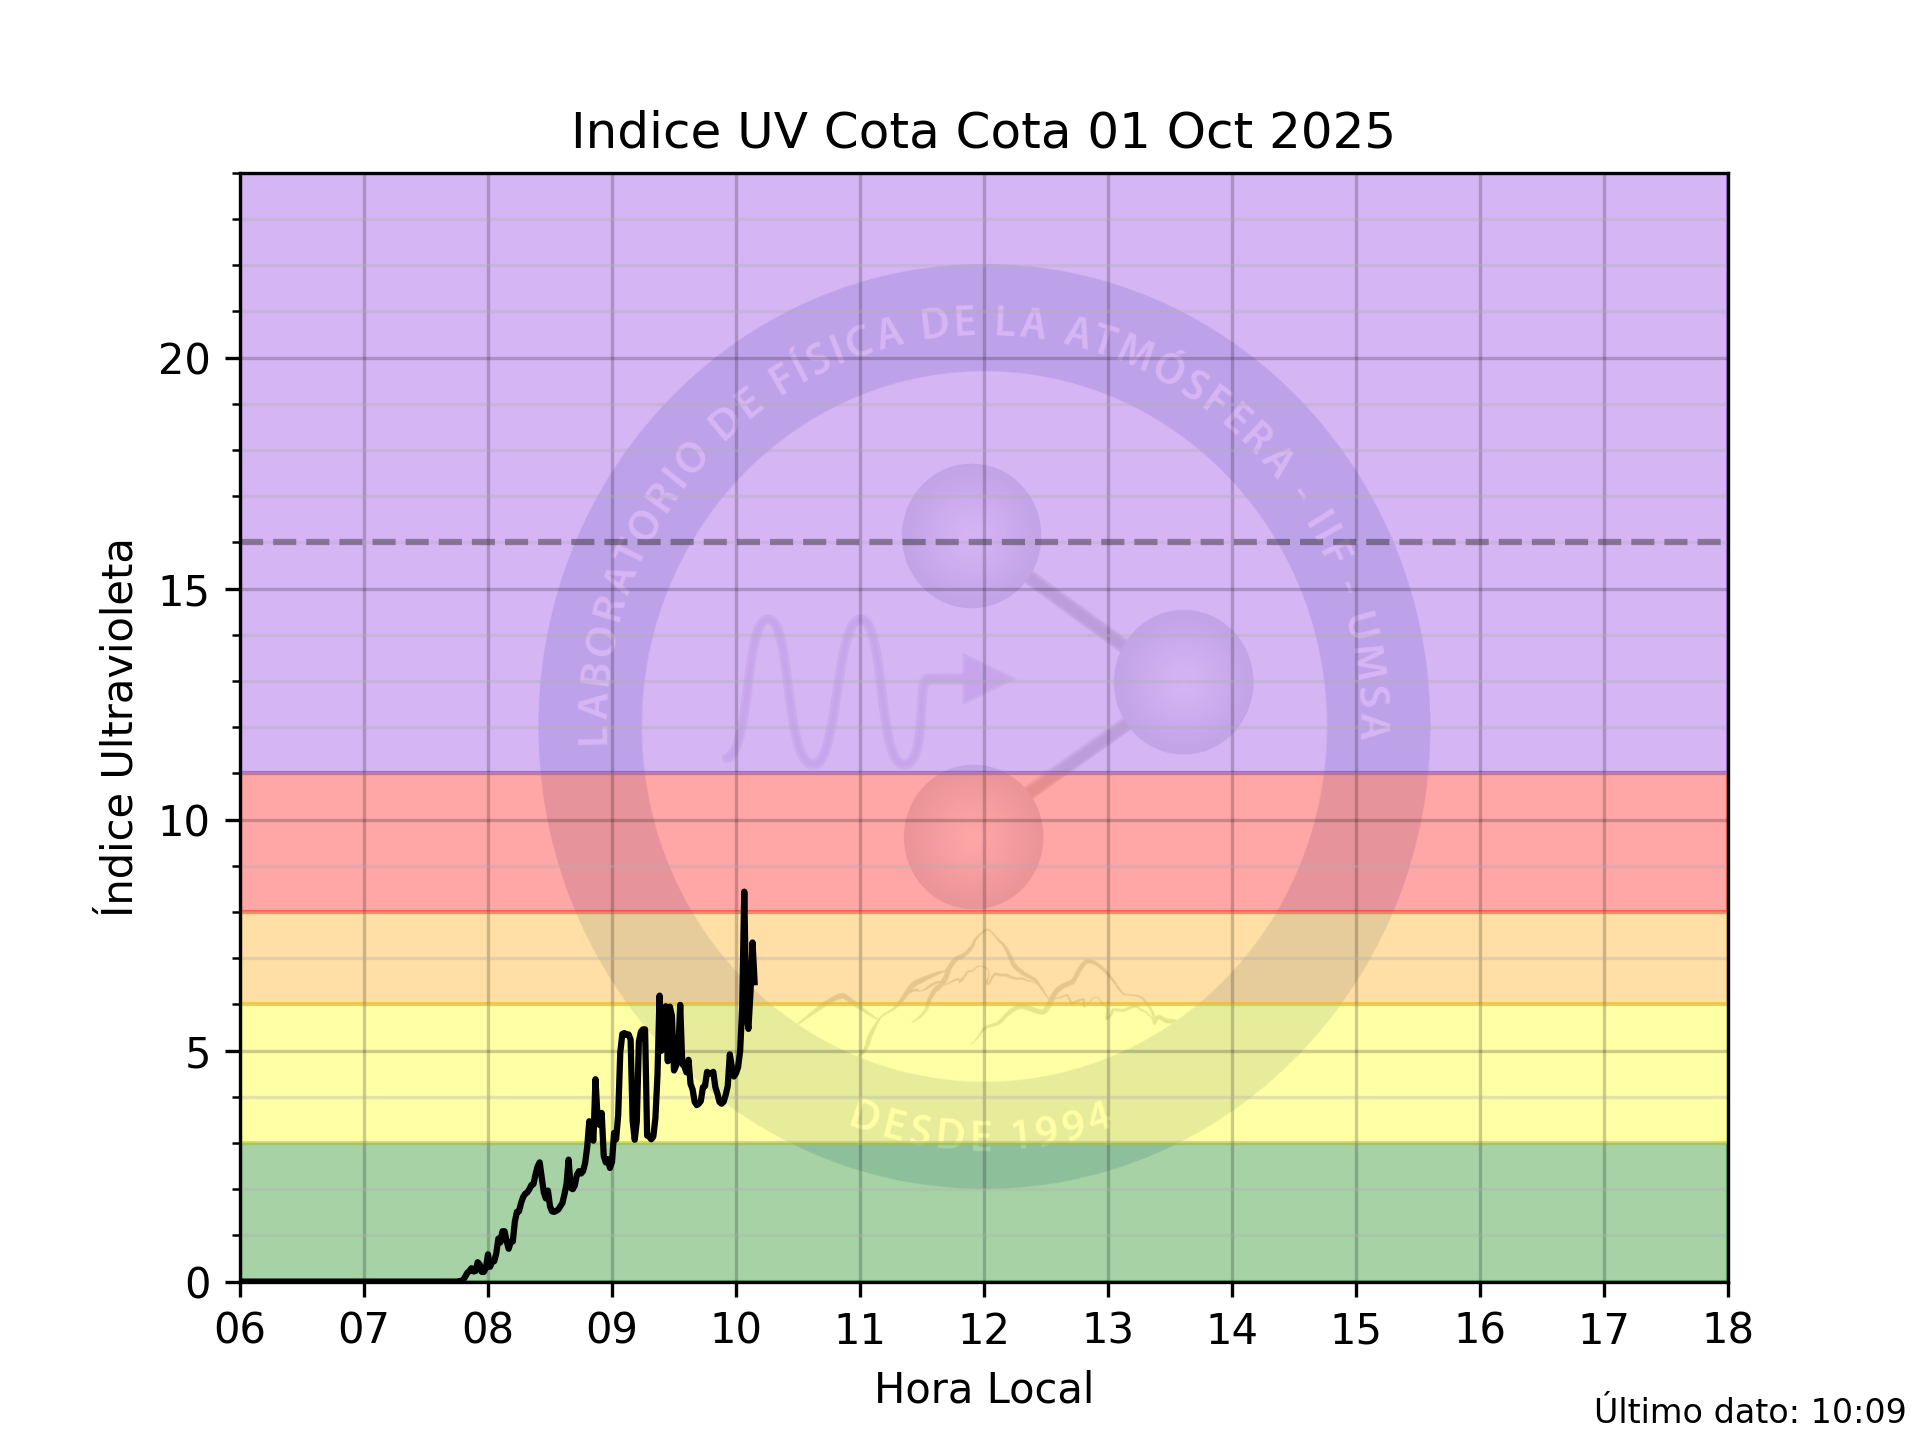 Indice UV Cota Cota 01 Oct 2025
Índice Ultravioleta
20
15
10
5
0
LABORATORIO DE FÍSICA DE LA ATMÓSFERA - IIF - UMSA
DESDE 1994
06 07 08 09 10 11 12 13 14 15 16 17 18
Hora Local
Último dato: 10:09